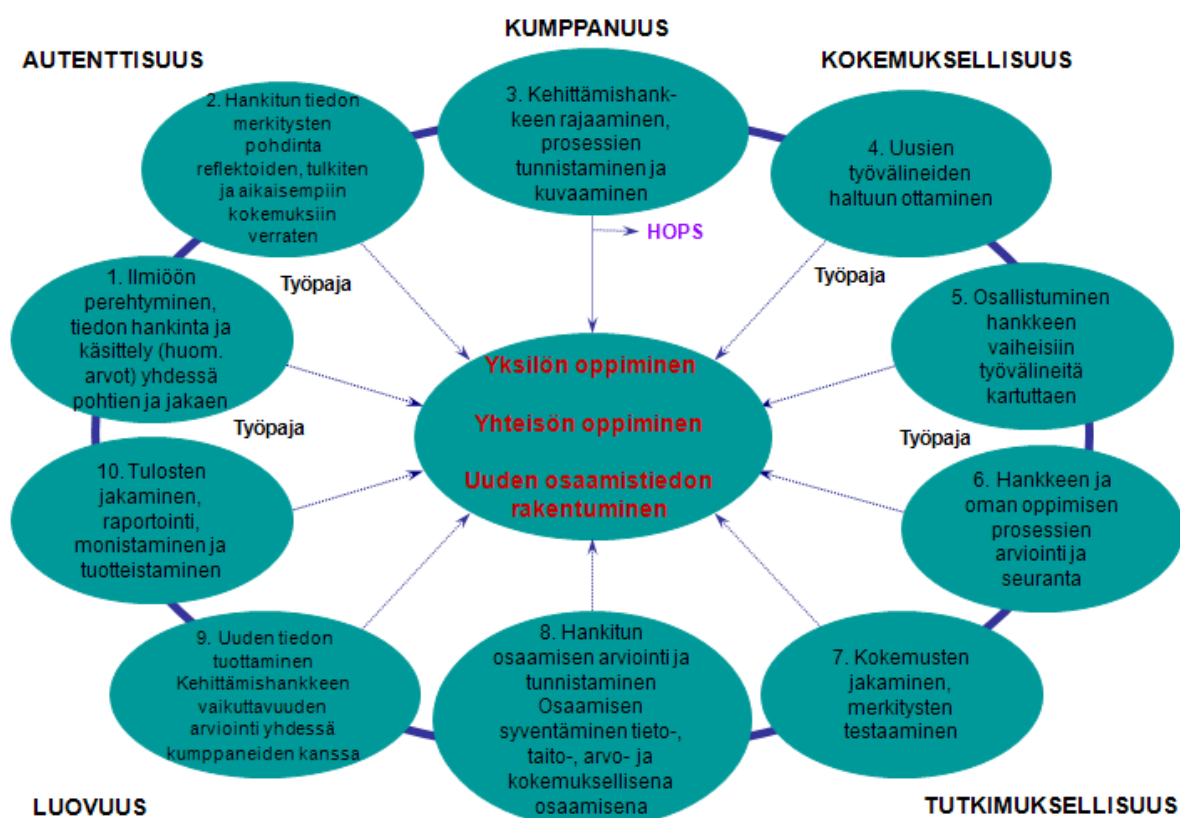 KUMPPANUUS
AUTENTTISUUS
KOKEMUKSELLISUUS
2. Hankitun tiedon
merkitysten
pohdinta
reflektoiden, tulkiten
ja aikaisempiin
kokemuksiin
verraten
3. Kehittämishank-
keen rajaaminen,
prosessien
tunnistaminen ja
kuvaaminen
4. Uusien
työvälineiden
haltuun ottaminen
HOPS
Työpaja
Työpaja
1. Ilmiöön
perehtyminen,
tiedon hankinta ja
käsittely (huom.
arvot) yhdessä
pohtien ja jakaen
5. Osallistuminen
hankkeen
vaiheisiin
työvälineitä
kartuttaen
Yksilön oppiminen
Yhteisön oppiminen
Uuden osaamistiedon
rakentuminen
Työpaja
Työpaja
10. Tulosten
jakaminen,
raportointi,
monistaminen ja
tuotteistaminen
6. Hankkeen ja
oman oppimisen
prosessien
arviointi ja
seuranta
9. Uuden tiedon
tuottaminen
Kehittämishankkeen
vaikuttavuuden
arviointi yhdessä
kumppaneiden kanssa
8. Hankitun
osaamisen arviointi ja
tunnistaminen
Osaamisen
syventäminen tieto-,
taito-, arvo- ja
kokemuksellisena
osaamisena
7. Kokemusten
jakaminen,
merkitysten
testaaminen
LUOVUUS
TUTKIMUKSELLISUUS